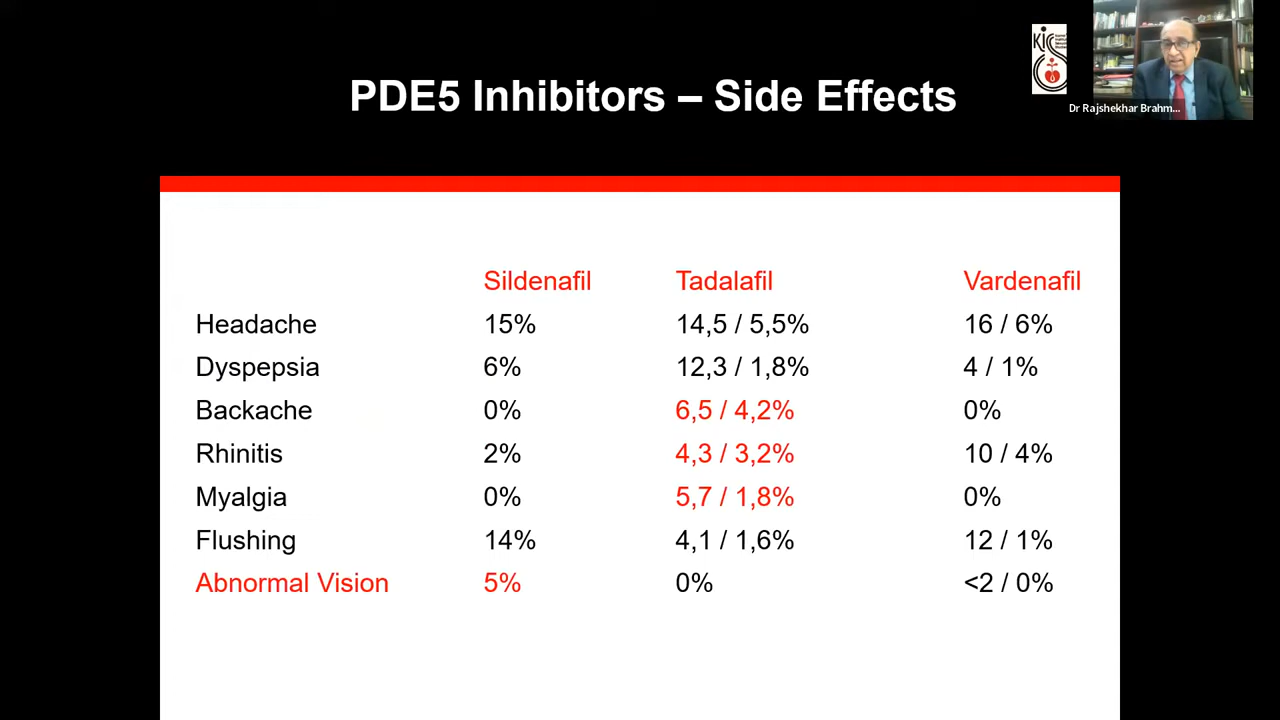 KISS
PDE5 Inhibitors – Side Effects
Dr Rajshekhar Brahm...
Sildenafil Tadalafil Vardenafil
Headache 15% 14,5 / 5,5% 16 / 6%
Dyspepsia 6% 12,3 / 1,8% 4 / 1%
Backache 0% 6,5 / 4,2% 0%
Rhinitis 2% 4,3 / 3,2% 10 / 4%
Myalgia 0% 5,7 / 1,8% 0%
Flushing 14% 4,1 / 1,6% 12 / 1%
Abnormal Vision 5% 0% <2 / 0%